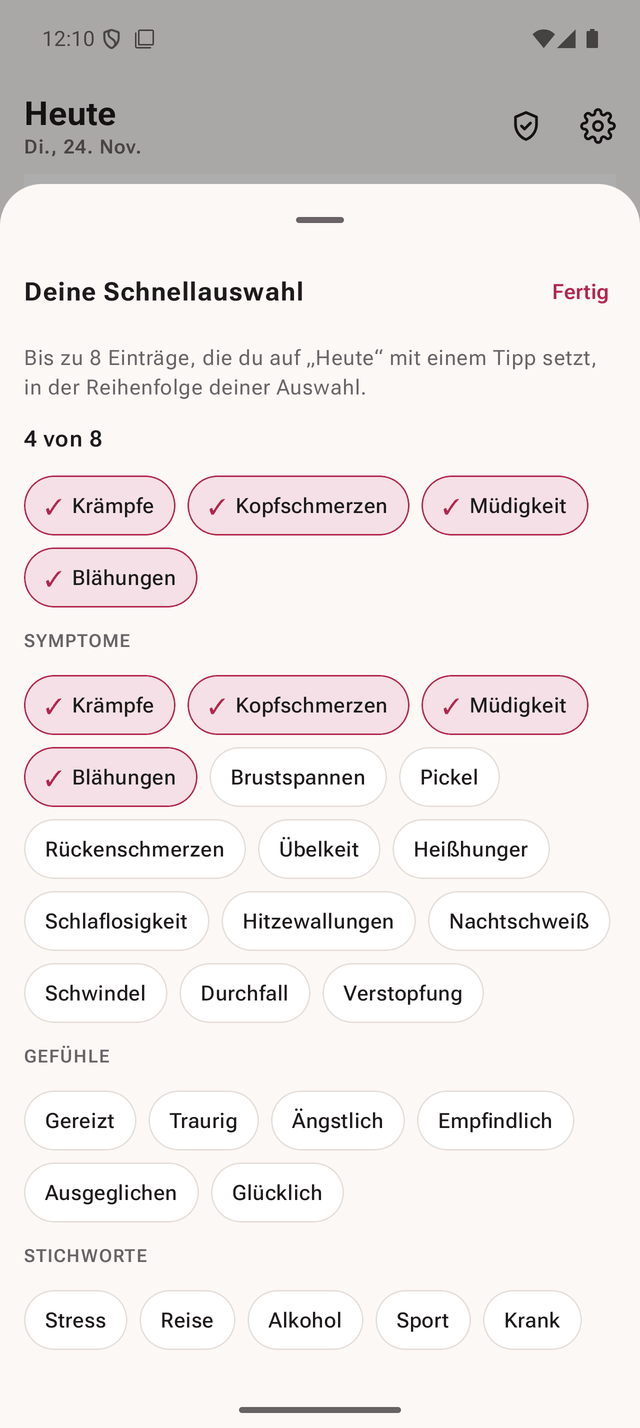 12:10
Heute
Di., 24. Nov.
Deine Schnellauswahl
Fertig
Bis zu 8 Einträge, die du auf „Heute“ mit einem Tipp setzt,
in der Reihenfolge deiner Auswahl.
4 von 8
✓ Krämpfe ✓ Kopfschmerzen ✓ Müdigkeit
✓ Blähungen
SYMPTOME
✓ Krämpfe ✓ Kopfschmerzen ✓ Müdigkeit
✓ Blähungen Brustspannen Pickel
Rückenschmerzen Übelkeit Heißhunger
Schlaflosigkeit Hitzewallungen Nachtschweiß
Schwindel Durchfall Verstopfung
GEFÜHLE
Gereizt Traurig Ängstlich Empfindlich
Ausgeglichen Glücklich
STICHWORTE
Stress Reise Alkohol Sport Krank